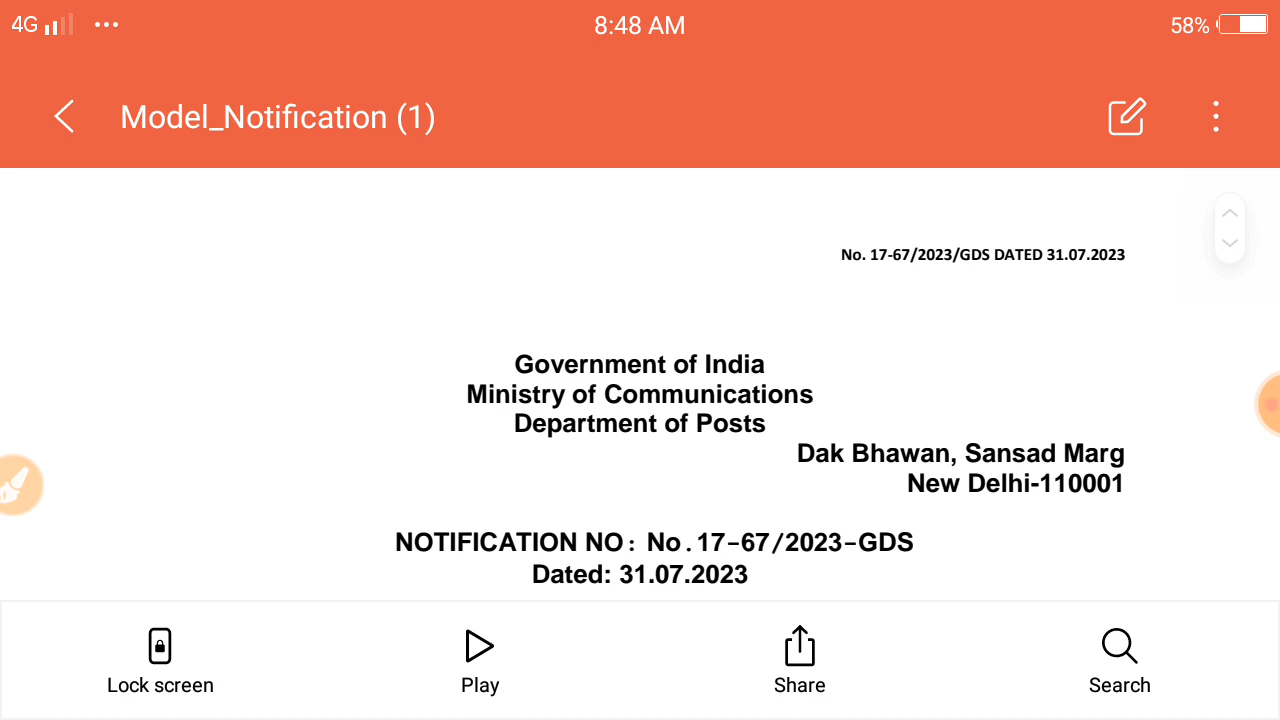 4G 8:48 AM 58%
Model_Notification (1)
No. 17-67/2023/GDS DATED 31.07.2023
Government of India
Ministry of Communications
Department of Posts
Dak Bhawan, Sansad Marg
New Delhi-110001
NOTIFICATION NO: No.17-67/2023-GDS
Dated: 31.07.2023
Lock screen Play Share Search